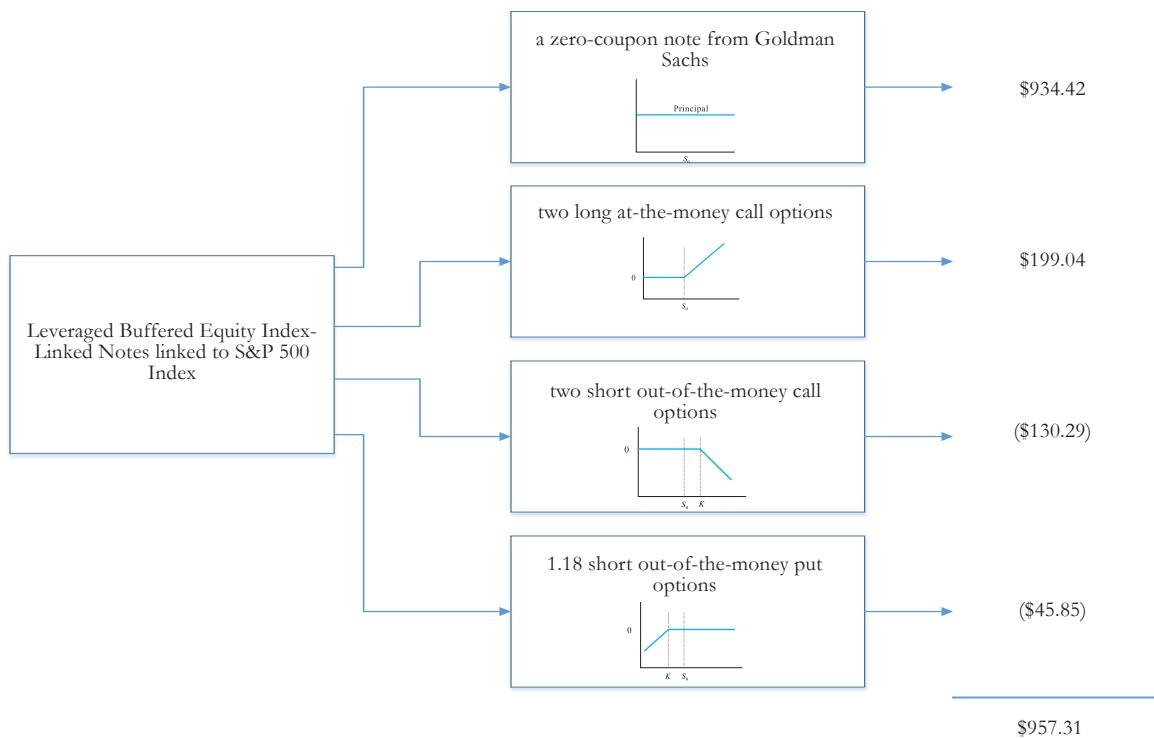 a zero-coupon note from Goldman
Sachs
Principal
S₀
$934.42
two long at-the-money call options
0
S₀
$199.04
Leveraged Buffered Equity Index-
Linked Notes linked to S&P 500
Index
two short out-of-the-money call
options
0
S₀ K
($130.29)
1.18 short out-of-the-money put
options
0
K S₀
($45.85)
$957.31